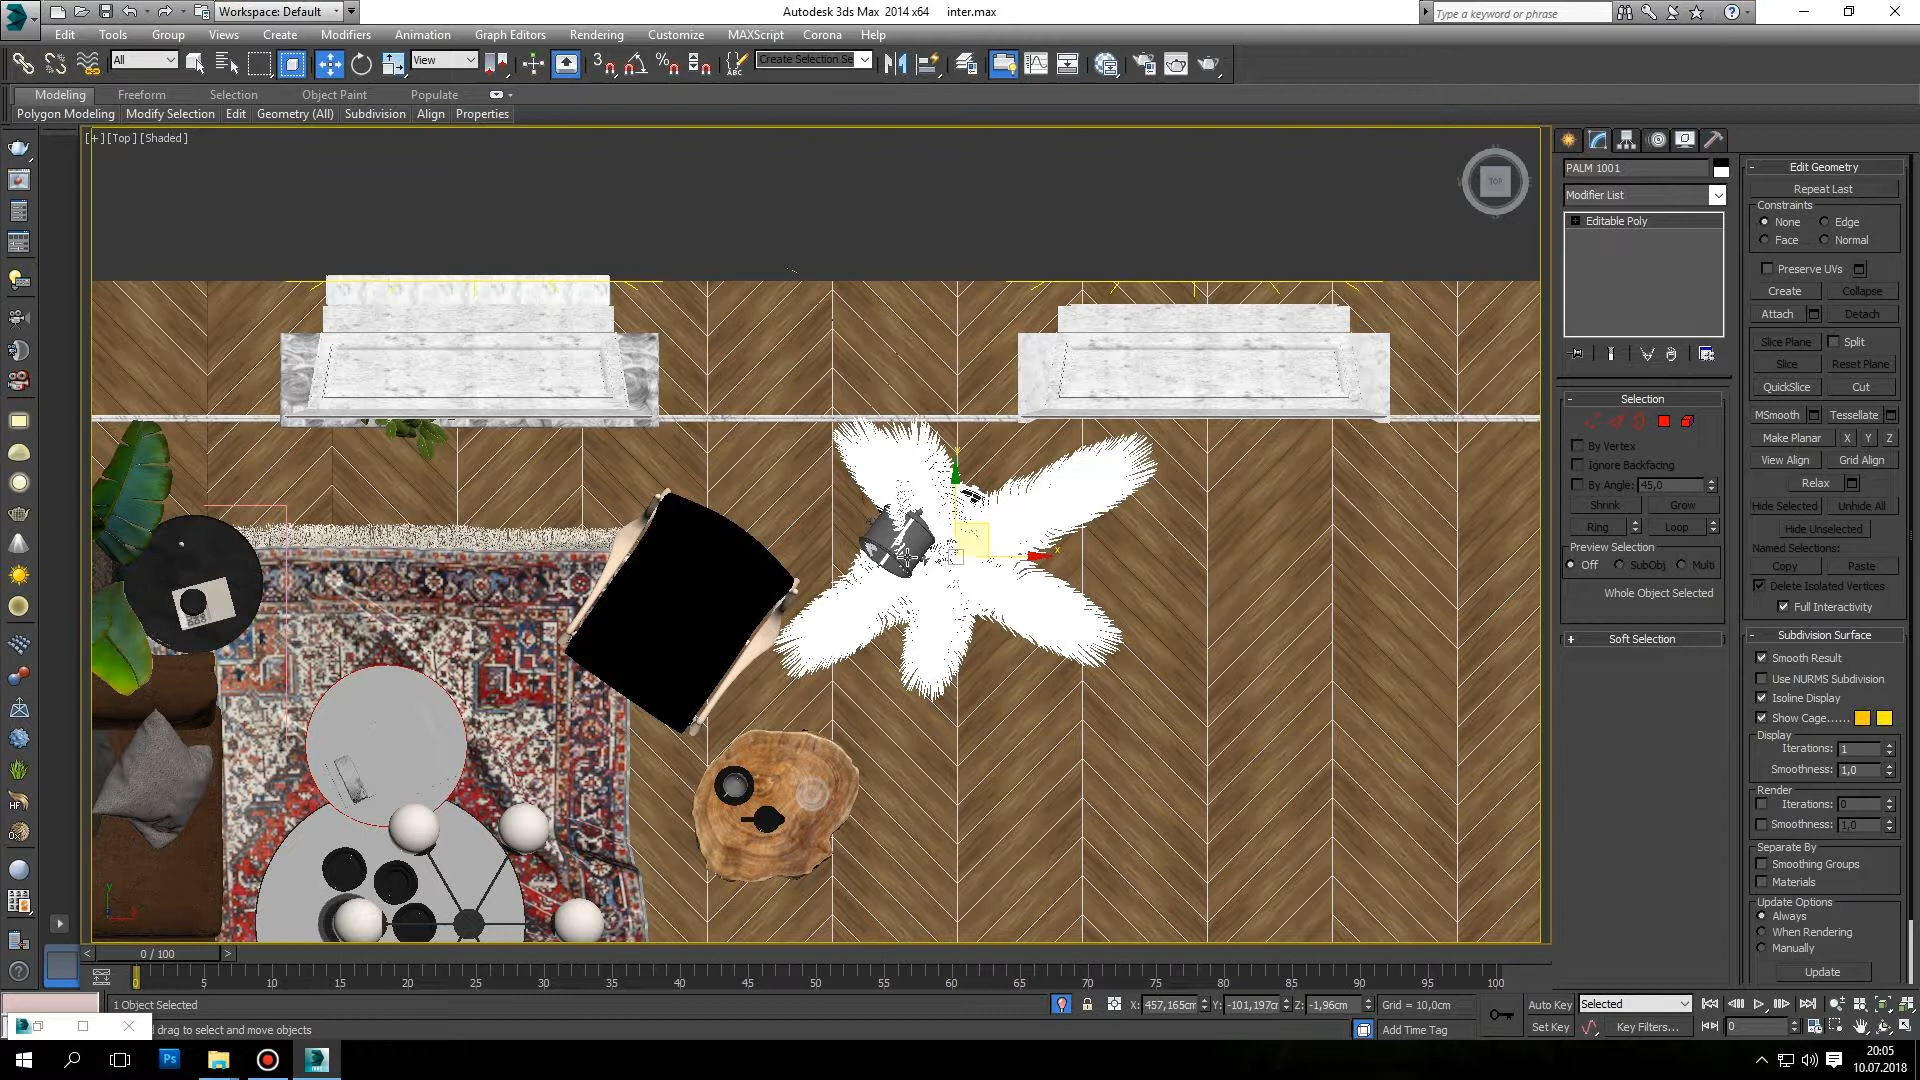 Workspace: Default
Autodesk 3ds Max 2014 x64 inter.max
Type a keyword or phrase
Edit Tools Group Views Create Modifiers Animation Graph Editors Rendering Customize MAXScript Corona Help
All
View
Create Selection Se
Modeling Freeform Selection Object Paint Populate
Polygon Modeling Modify Selection Edit Geometry (All) Subdivision Align Properties
[+] [Top] [Shaded]
TOP
PALM 1001
Modifier List
Editable Poly
Selection
By Vertex
Ignore Backfacing
By Angle: 45,0
Shrink Grow
Ring Loop
Preview Selection
Off SubObj Multi
Whole Object Selected
Soft Selection
Edit Geometry
Repeat Last
Constraints
None Edge
Face Normal
Preserve UVs
Create Collapse
Attach Detach
Slice Plane Split
Slice Reset Plane
QuickSlice Cut
MSmooth Tessellate
Make Planar X Y Z
View Align Grid Align
Relax
Hide Selected Unhide All
Hide Unselected
Named Selections:
Copy Paste
Delete Isolated Vertices
Full Interactivity
Subdivision Surface
Smooth Result
Use NURMS Subdivision
Isoline Display
Show Cage......
Display
Iterations: 1
Smoothness: 1,0
Render
Iterations: 0
Smoothness: 1,0
Separate By
Smoothing Groups
Materials
Update Options
Always
When Rendering
Manually
Update
x
0 / 100
0 5 10 15 20 25 30 35 40 45 50 55 60 65 70 75 80 85 90 95 100
1 Object Selected
X: 457,165cm Y: -101,197cm Z: -1,96cm Grid = 10,0cm
Auto Key Selected
drag to select and move objects
Add Time Tag
Set Key Key Filters...
0
Ps
20:05
10.07.2018